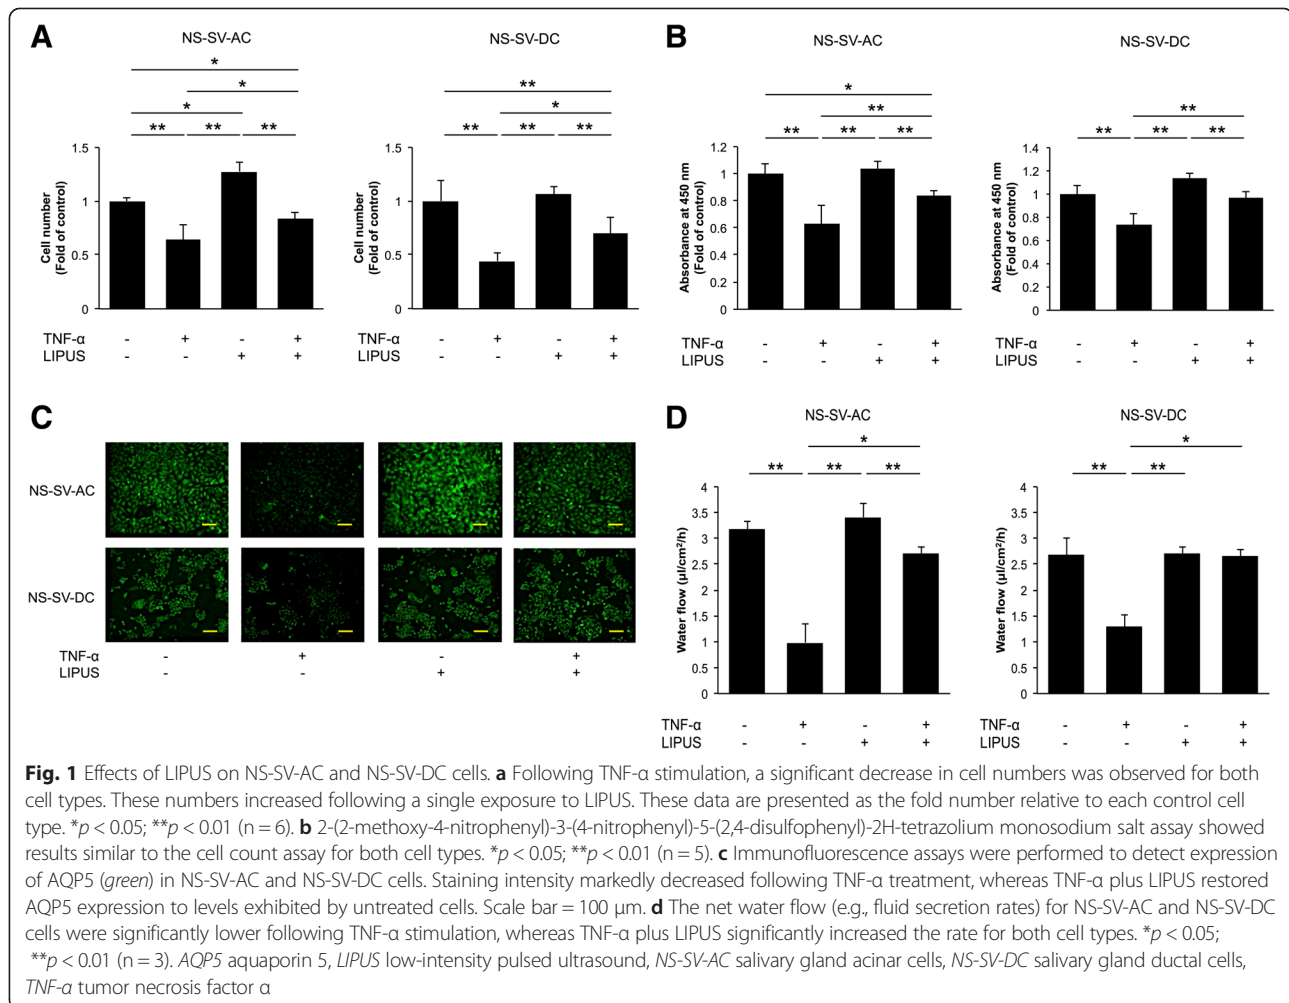 A
NS-SV-AC
NS-SV-DC
*
*
*
** ** **
**
*
** ** **
Cell number
(Fold of control)
1.5
1
0.5
0
Cell number
(Fold of control)
1.5
1
0.5
0
TNF-α - + - + - + - +
LIPUS - - + + - - + +
B
NS-SV-AC
NS-SV-DC
*
**
** ** **
**
** ** **
Absorbance at 450 nm
(Fold of control)
1.2
1
0.8
0.6
0.4
0.2
0
Absorbance at 450 nm
(Fold of control)
1.4
1.2
1
0.8
0.6
0.4
0.2
0
TNF-α - + - + - + - +
LIPUS - - + + - - + +
C
NS-SV-AC
NS-SV-DC
TNF-α - + - +
LIPUS - - + +
D
NS-SV-AC
NS-SV-DC
*
** ** **
*
** **
Water flow (µl/cm²/h)
4
3.5
3
2.5
2
1.5
1
0.5
0
Water flow (µl/cm²/h)
4
3.5
3
2.5
2
1.5
1
0.5
0
TNF-α - + - + - + - +
LIPUS - - + + - - + +
Fig. 1 Effects of LIPUS on NS-SV-AC and NS-SV-DC cells. a Following TNF-α stimulation, a significant decrease in cell numbers was observed for both
cell types. These numbers increased following a single exposure to LIPUS. These data are presented as the fold number relative to each control cell
type. *p < 0.05; **p < 0.01 (n = 6). b 2-(2-methoxy-4-nitrophenyl)-3-(4-nitrophenyl)-5-(2,4-disulfophenyl)-2H-tetrazolium monosodium salt assay showed
results similar to the cell count assay for both cell types. *p < 0.05; **p < 0.01 (n = 5). c Immunofluorescence assays were performed to detect expression
of AQP5 (green) in NS-SV-AC and NS-SV-DC cells. Staining intensity markedly decreased following TNF-α treatment, whereas TNF-α plus LIPUS restored
AQP5 expression to levels exhibited by untreated cells. Scale bar = 100 µm. d The net water flow (e.g., fluid secretion rates) for NS-SV-AC and NS-SV-DC
cells were significantly lower following TNF-α stimulation, whereas TNF-α plus LIPUS significantly increased the rate for both cell types. *p < 0.05;
**p < 0.01 (n = 3). AQP5 aquaporin 5, LIPUS low-intensity pulsed ultrasound, NS-SV-AC salivary gland acinar cells, NS-SV-DC salivary gland ductal cells,
TNF-α tumor necrosis factor α